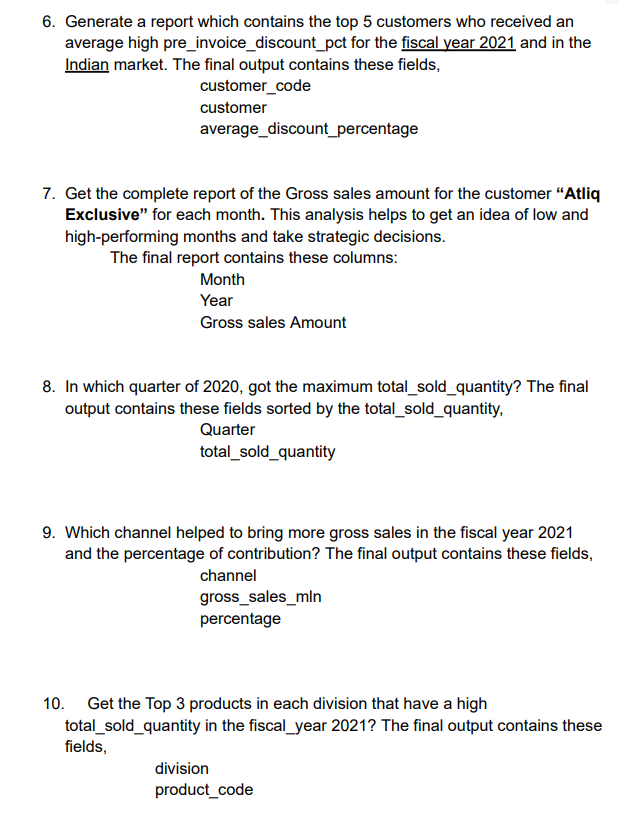 6. Generate a report which contains the top 5 customers who received an
average high pre_invoice_discount_pct for the fiscal year 2021 and in the
Indian market. The final output contains these fields,
customer_code
customer
average_discount_percentage
7. Get the complete report of the Gross sales amount for the customer “Atliq
Exclusive” for each month. This analysis helps to get an idea of low and
high-performing months and take strategic decisions.
The final report contains these columns:
Month
Year
Gross sales Amount
8. In which quarter of 2020, got the maximum total_sold_quantity? The final
output contains these fields sorted by the total_sold_quantity,
Quarter
total_sold_quantity
9. Which channel helped to bring more gross sales in the fiscal year 2021
and the percentage of contribution? The final output contains these fields,
channel
gross_sales_mln
percentage
10. Get the Top 3 products in each division that have a high
total_sold_quantity in the fiscal_year 2021? The final output contains these
fields,
division
product_code